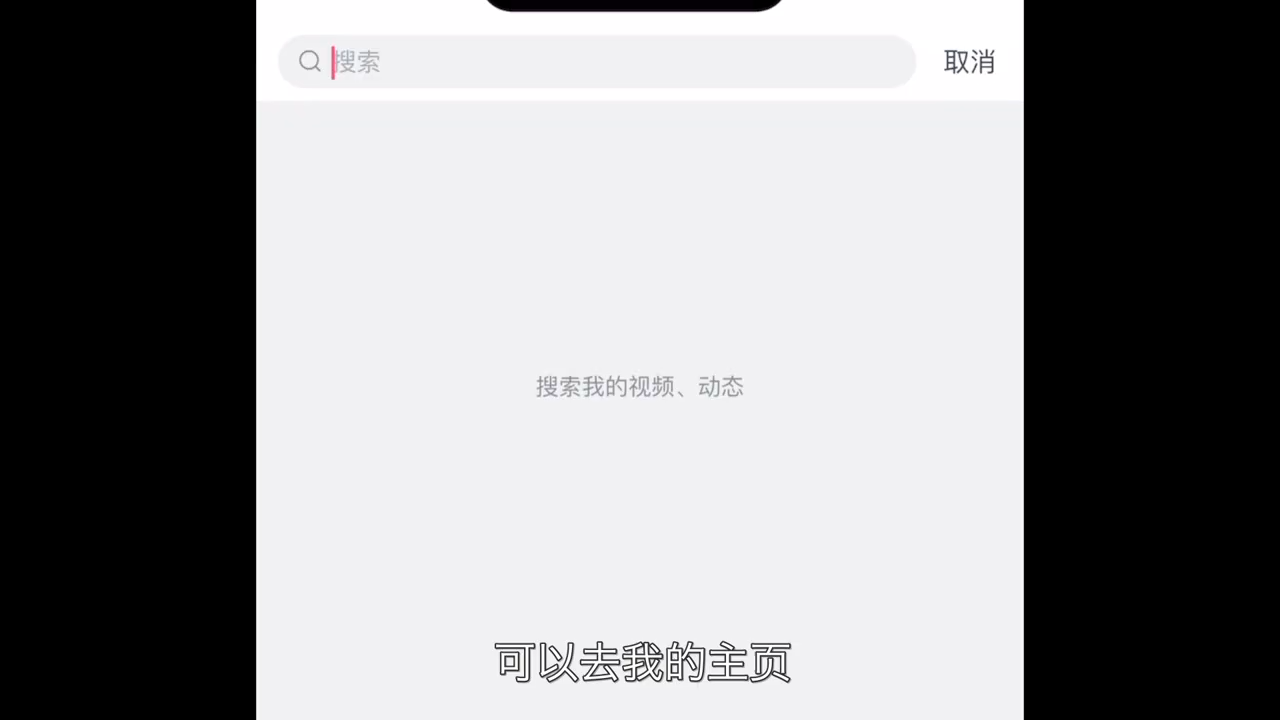 搜索 取消
搜索我的视频、动态
可以去我的主页